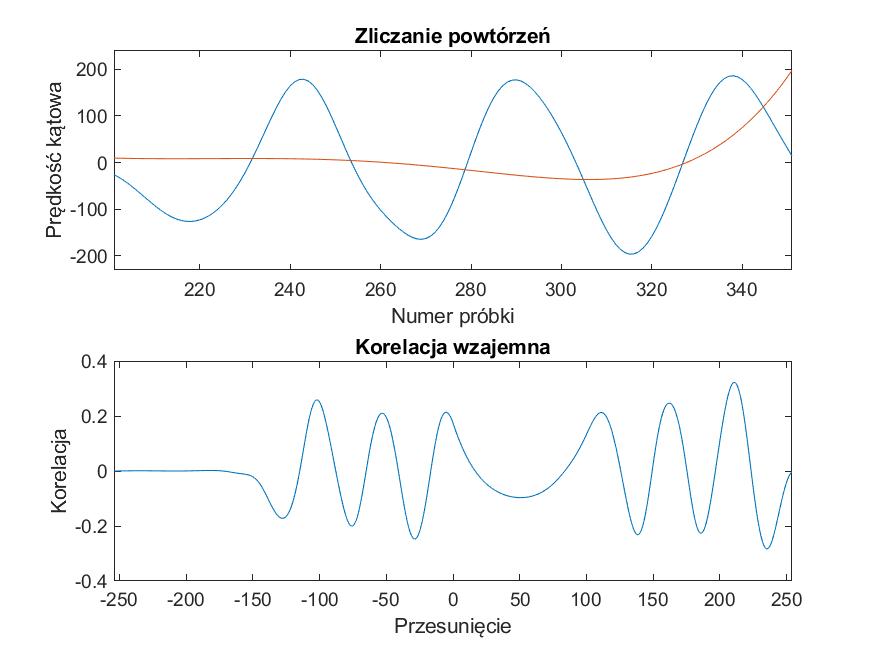 Zliczanie powtórzeń
Prędkość kątowa
200
100
0
-100
-200
220 240 260 280 300 320 340
Numer próbki
Korelacja wzajemna
Korelacja
0.4
0.2
0
-0.2
-0.4
-250 -200 -150 -100 -50 0 50 100 150 200 250
Przesunięcie